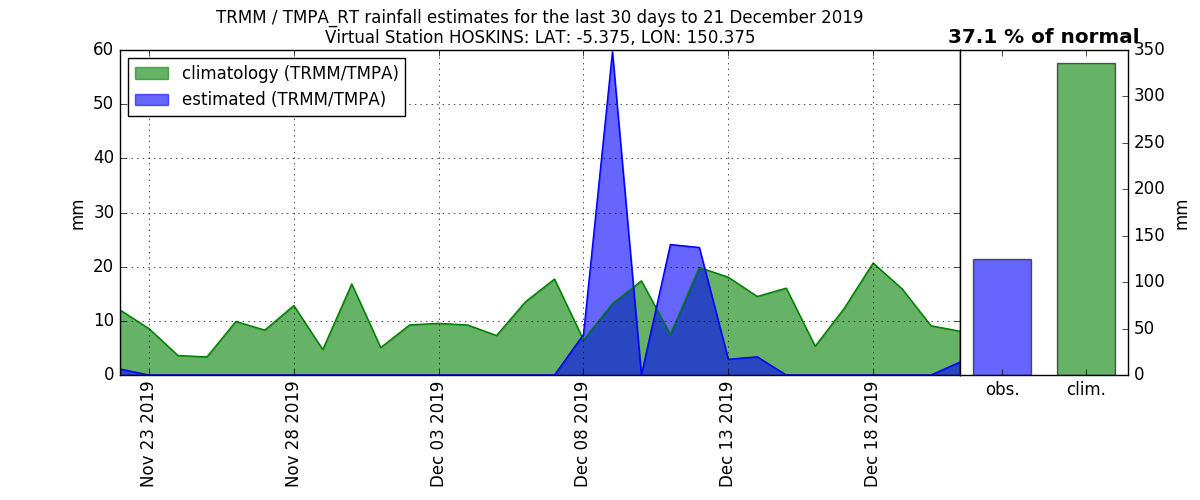 TRMM / TMPA_RT rainfall estimates for the last 30 days to 21 December 2019
Virtual Station HOSKINS: LAT: -5.375, LON: 150.375
37.1 % of normal
climatology (TRMM/TMPA)
estimated (TRMM/TMPA)
mm
60
50
40
30
20
10
0
Nov 23 2019
Nov 28 2019
Dec 03 2019
Dec 08 2019
Dec 13 2019
Dec 18 2019
350
300
250
200
150
100
50
0
mm
obs.
clim.